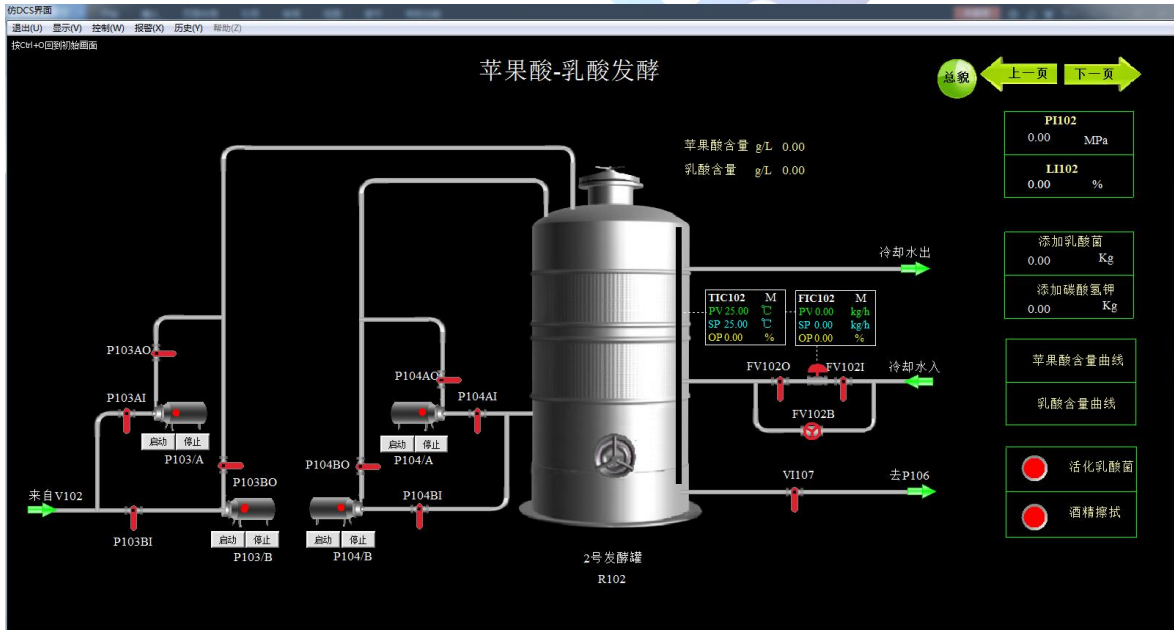 仿DCS界面
退出(U) 显示(V) 控制(W) 报警(X) 历史(Y) 帮助(Z)
按Ctrl+O回到初始画面
苹果酸-乳酸发酵
总貌 上一页 下一页
PI102
0.00 MPa
LI102
0.00 %
苹果酸含量 g/L 0.00
乳酸含量 g/L 0.00
添加乳酸菌
0.00 Kg
添加碳酸氢钾
0.00 Kg
冷却水出
TIC102 M
PV 25.00 ℃
SP 25.00 ℃
OP 0.00 %
FIC102 M
PV 0.00 kg/h
SP 0.00 kg/h
OP 0.00 %
P103AO
苹果酸含量曲线
FV102O FV102I 冷却水入
P104AO
P103AI P104AI
乳酸含量曲线
FV102B
启动 停止
P103/A
启动 停止
P104/A
P104BO
活化乳酸菌
VI107 去P106
P103BO
来自V102 P104BI
酒精擦拭
P103BI
启动 停止
P103/B
启动 停止
P104/B
2号发酵罐
R102